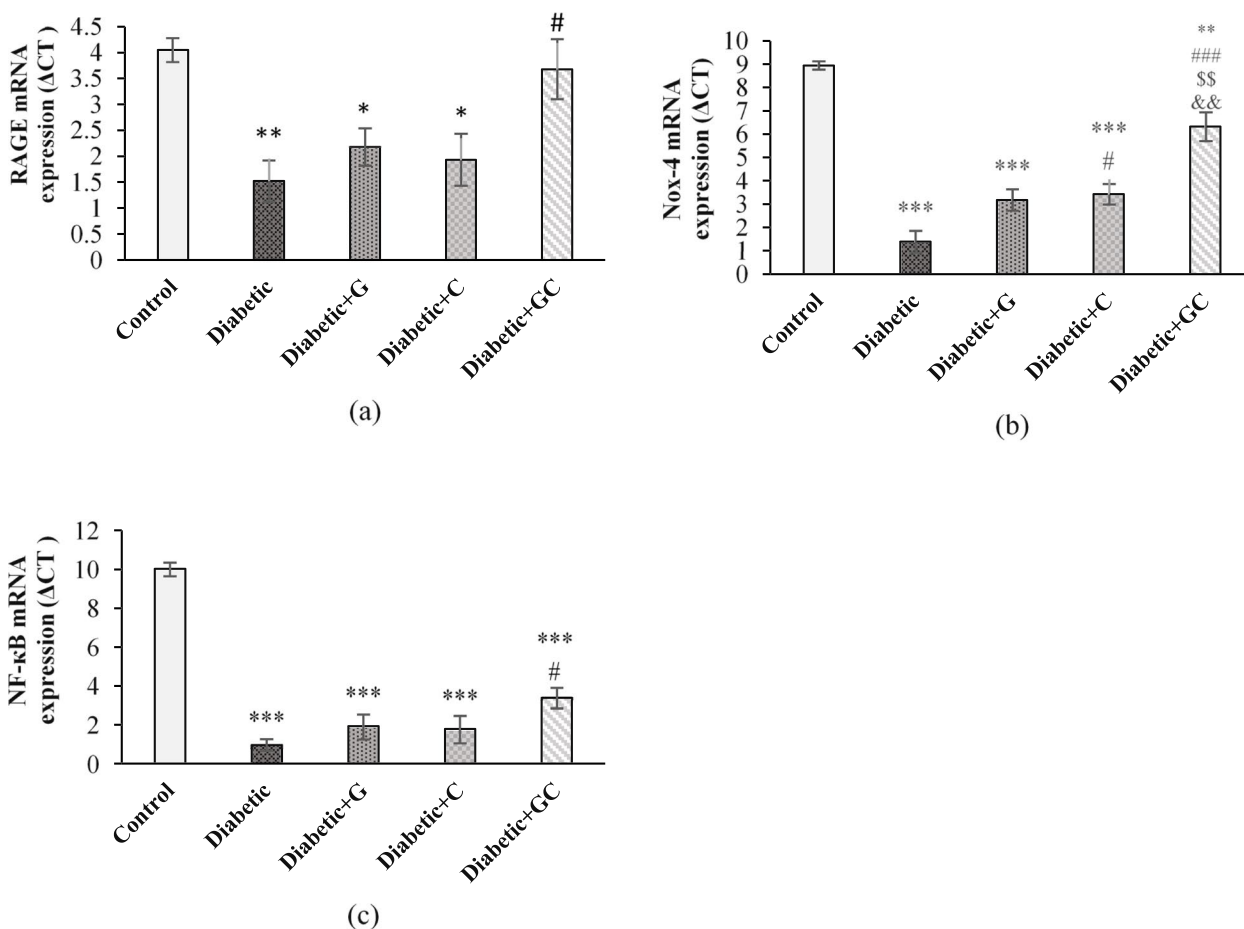 RAGE mRNA
expression (ΔCT)
4.5
4
3.5
3
2.5
2
1.5
1
0.5
0
**
*
*
#
Control
Diabetic
Diabetic+G
Diabetic+C
Diabetic+GC
(a)
Nox-4 mRNA
expression (ΔCT)
10
9
8
7
6
5
4
3
2
1
0
***
***
***
#
**
###
$$
&&
Control
Diabetic
Diabetic+G
Diabetic+C
Diabetic+GC
(b)
NF-κB mRNA
expression (ΔCT )
12
10
8
6
4
2
0
***
***
***
***
#
Control
Diabetic
Diabetic+G
Diabetic+C
Diabetic+GC
(c)